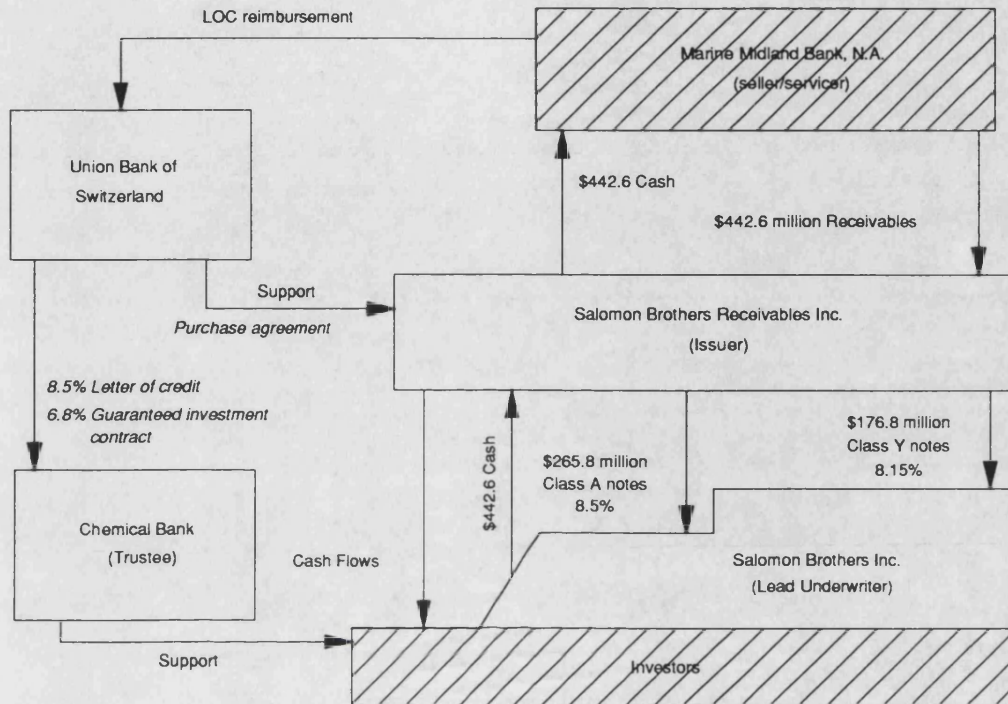 LOC reimbursement
Marine Midland Bank, N.A.
(seller/servicer)
Union Bank of
Switzerland
$442.6 Cash
$442.6 million Receivables
Support
Purchase agreement
Salomon Brothers Receivables Inc.
(Issuer)
8.5% Letter of credit
6.8% Guaranteed investment
contract
$442.6 Cash
$265.8 million
Class A notes
8.5%
$176.8 million
Class Y notes
8.15%
Chemical Bank
(Trustee)
Cash Flows
Salomon Brothers Inc.
(Lead Underwriter)
Support
Investors